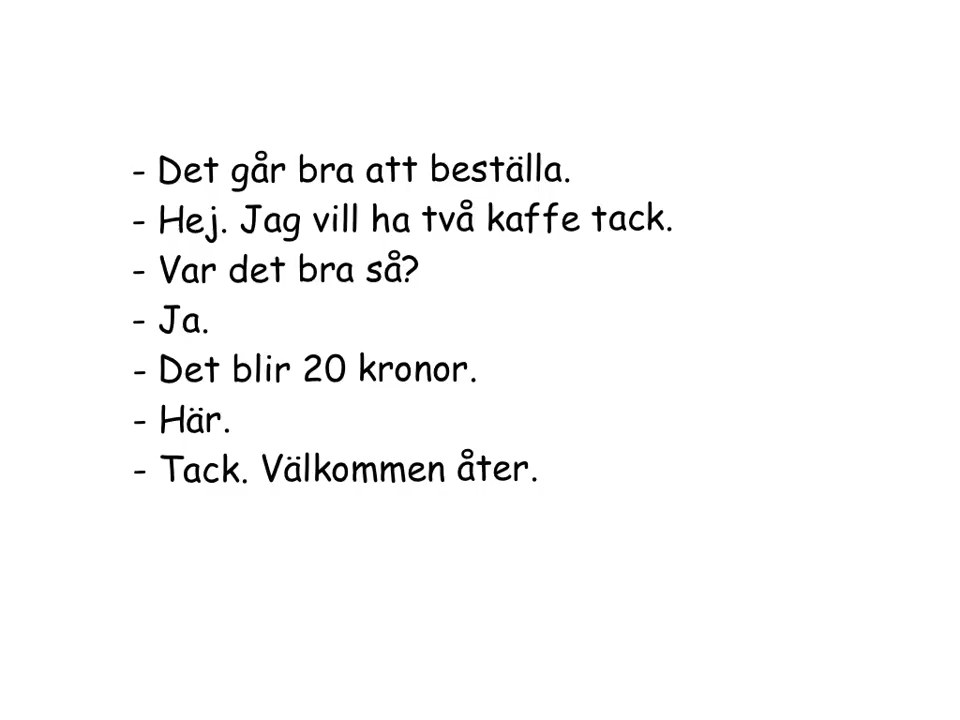 - Det går bra att beställa.
- Hej. Jag vill ha två kaffe tack.
- Var det bra så?
- Ja.
- Det blir 20 kronor.
- Här.
- Tack. Välkommen åter.